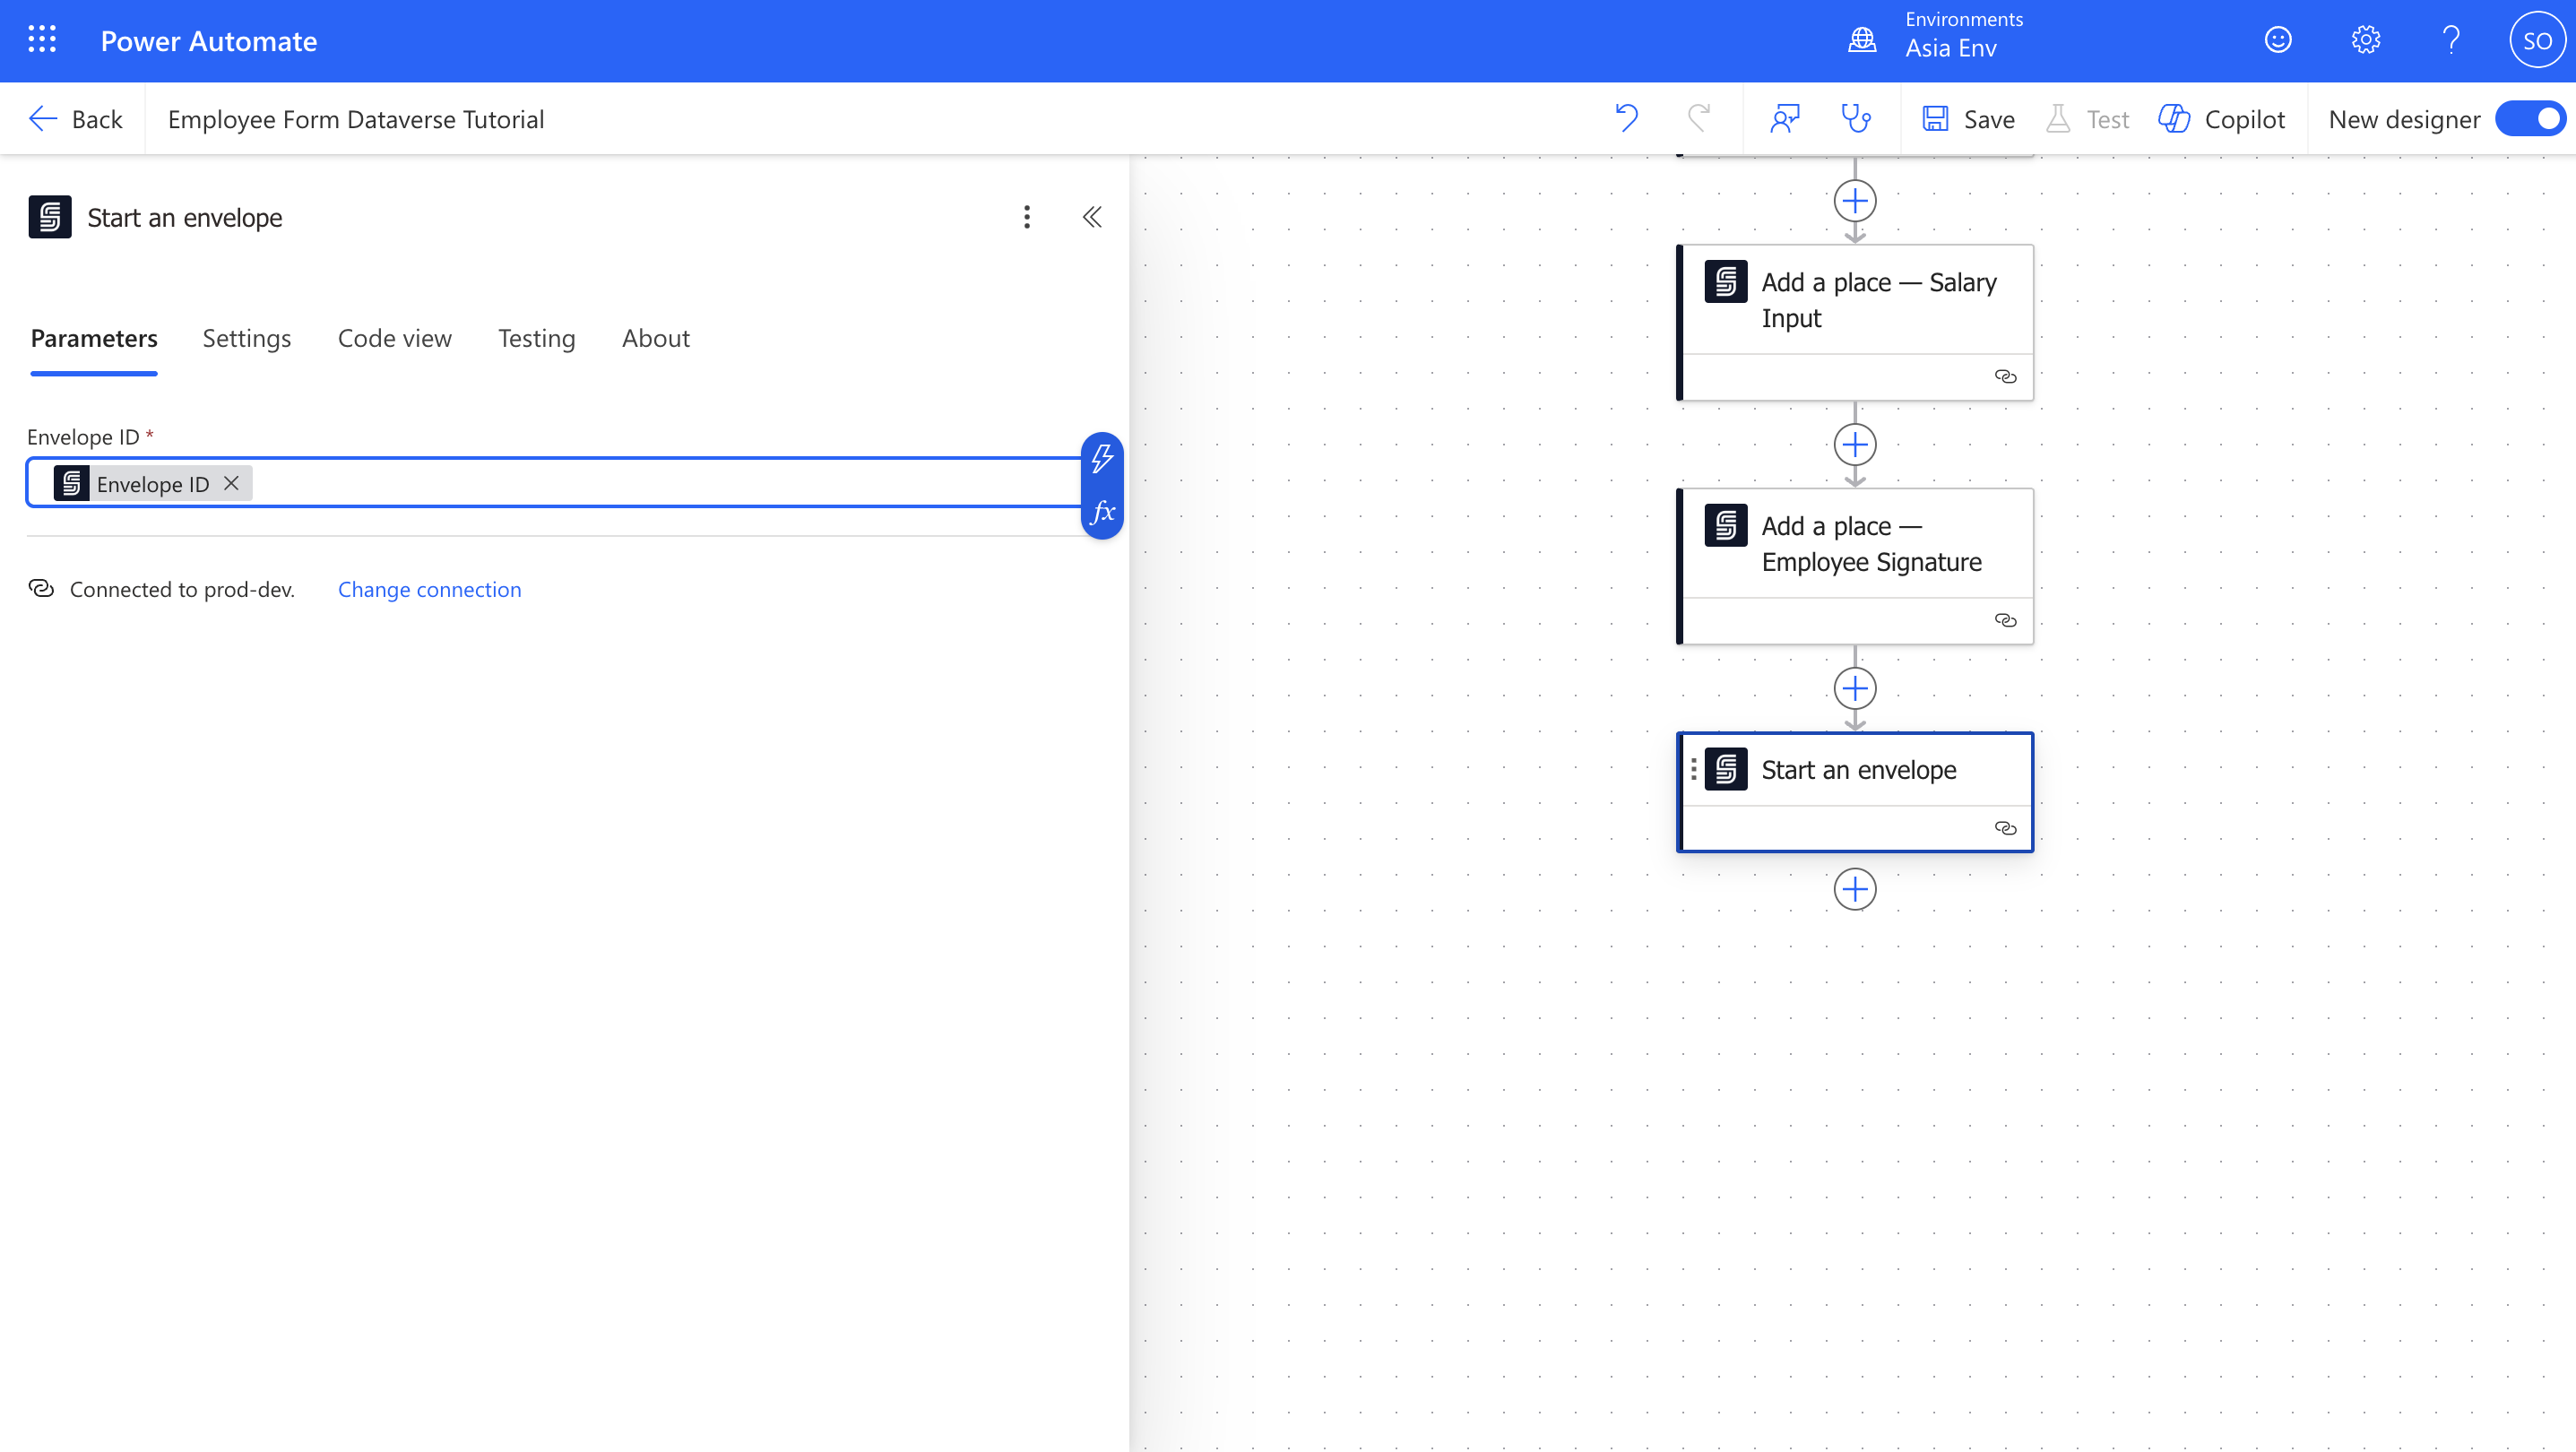 Power Automate
Environments
Asia Env
SO
Back
Employee Form Dataverse Tutorial
Save
Test
Copilot
New designer
Start an envelope
Parameters
Settings
Code view
Testing
About
Envelope ID *
Envelope ID
fx
Connected to prod-dev.
Change connection
Add a place — Salary
Input
Add a place —
Employee Signature
Start an envelope